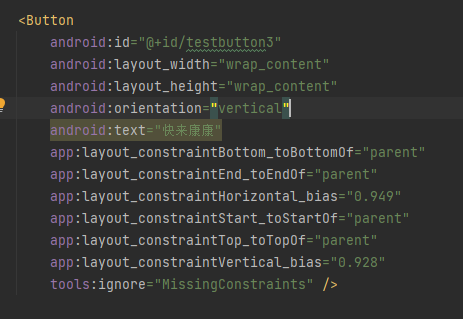 <Button
android:id="@+id/testbutton3"
android:layout_width="wrap_content"
android:layout_height="wrap_content"
android:orientation="vertical"
android:text="快来康康"
app:layout_constraintBottom_toBottomOf="parent"
app:layout_constraintEnd_toEndOf="parent"
app:layout_constraintHorizontal_bias="0.949"
app:layout_constraintStart_toStartOf="parent"
app:layout_constraintTop_toTopOf="parent"
app:layout_constraintVertical_bias="0.928"
tools:ignore="MissingConstraints" />